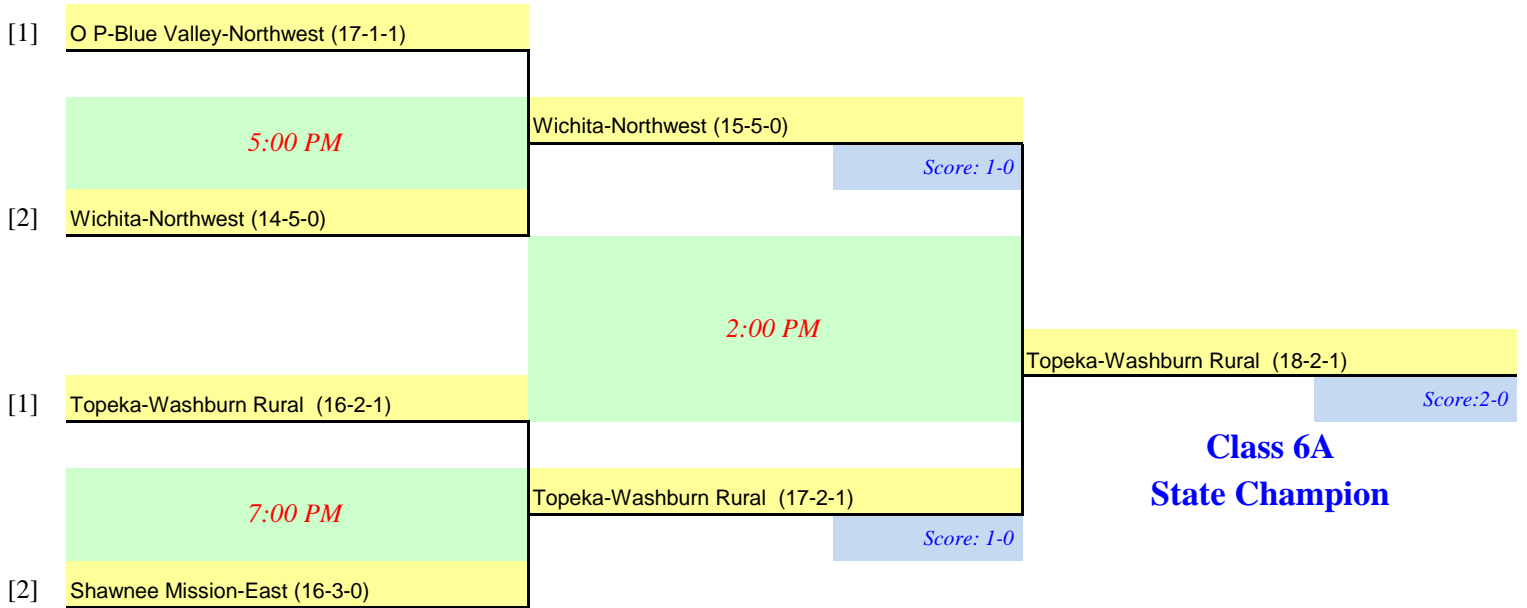 [1] O P-Blue Valley-Northwest (17-1-1)
5:00 PM
Wichita-Northwest (15-5-0)
Score: 1-0
[2] Wichita-Northwest (14-5-0)
2:00 PM
Topeka-Washburn Rural  (18-2-1)
Score:2-0
[1] Topeka-Washburn Rural  (16-2-1)
Class 6A
State Champion
7:00 PM
Topeka-Washburn Rural  (17-2-1)
Score: 1-0
[2] Shawnee Mission-East (16-3-0)